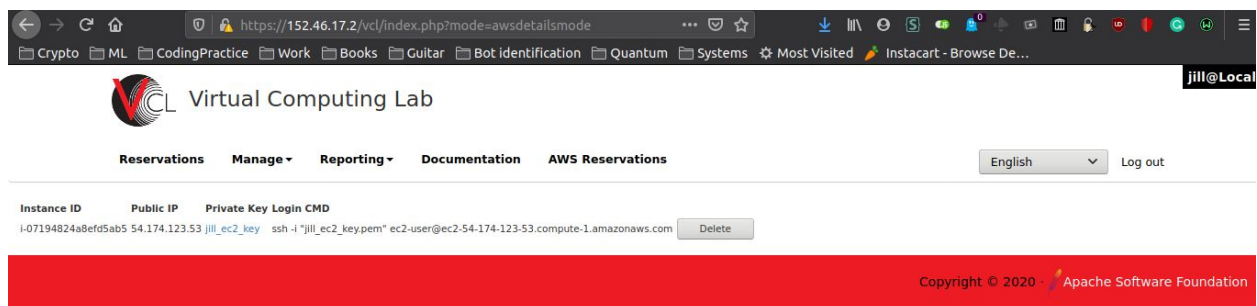 https://152.46.17.2/vcl/index.php?mode=awsdetailsmode
Crypto ML CodingPractice Work Books Guitar Bot identification Quantum Systems Most Visited Instacart - Browse De...
jill@Local
VCL Virtual Computing Lab
Reservations Manage Reporting Documentation AWS Reservations English Log out
Instance ID Public IP Private Key Login CMD
i-07194824a8efd5ab5 54.174.123.53 jill_ec2_key ssh -i "jill_ec2_key.pem" ec2-user@ec2-54-174-123-53.compute-1.amazonaws.com Delete
Copyright © 2020 · Apache Software Foundation